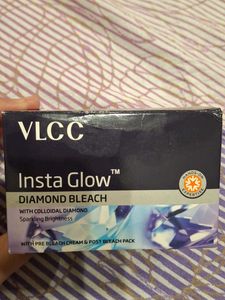 VLCC
Insta Glow™
DIAMOND BLEACH
WITH COLLOIDAL DIAMOND
Sparkling Brightness
WITH PRE BLEACH CREAM & POST BLEACH PACK